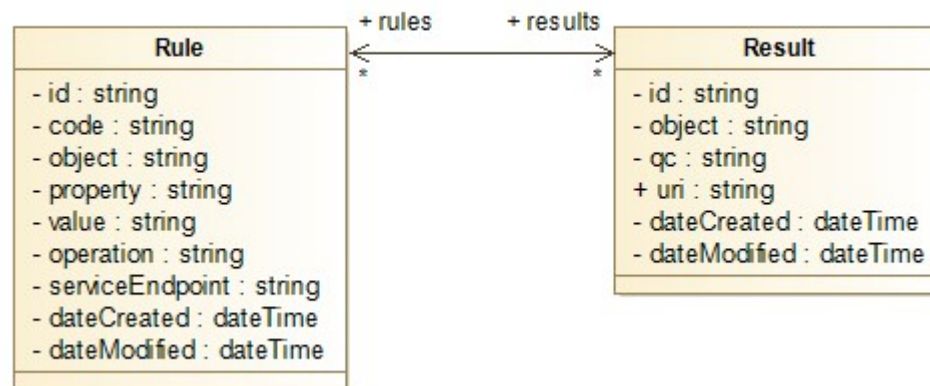 + rules
+ results
*
*
Rule
- id : string
- code : string
- object : string
- property : string
- value : string
- operation : string
- serviceEndpoint : string
- dateCreated : dateTime
- dateModified : dateTime
Result
- id : string
- object : string
- qc : string
+ uri : string
- dateCreated : dateTime
- dateModified : dateTime